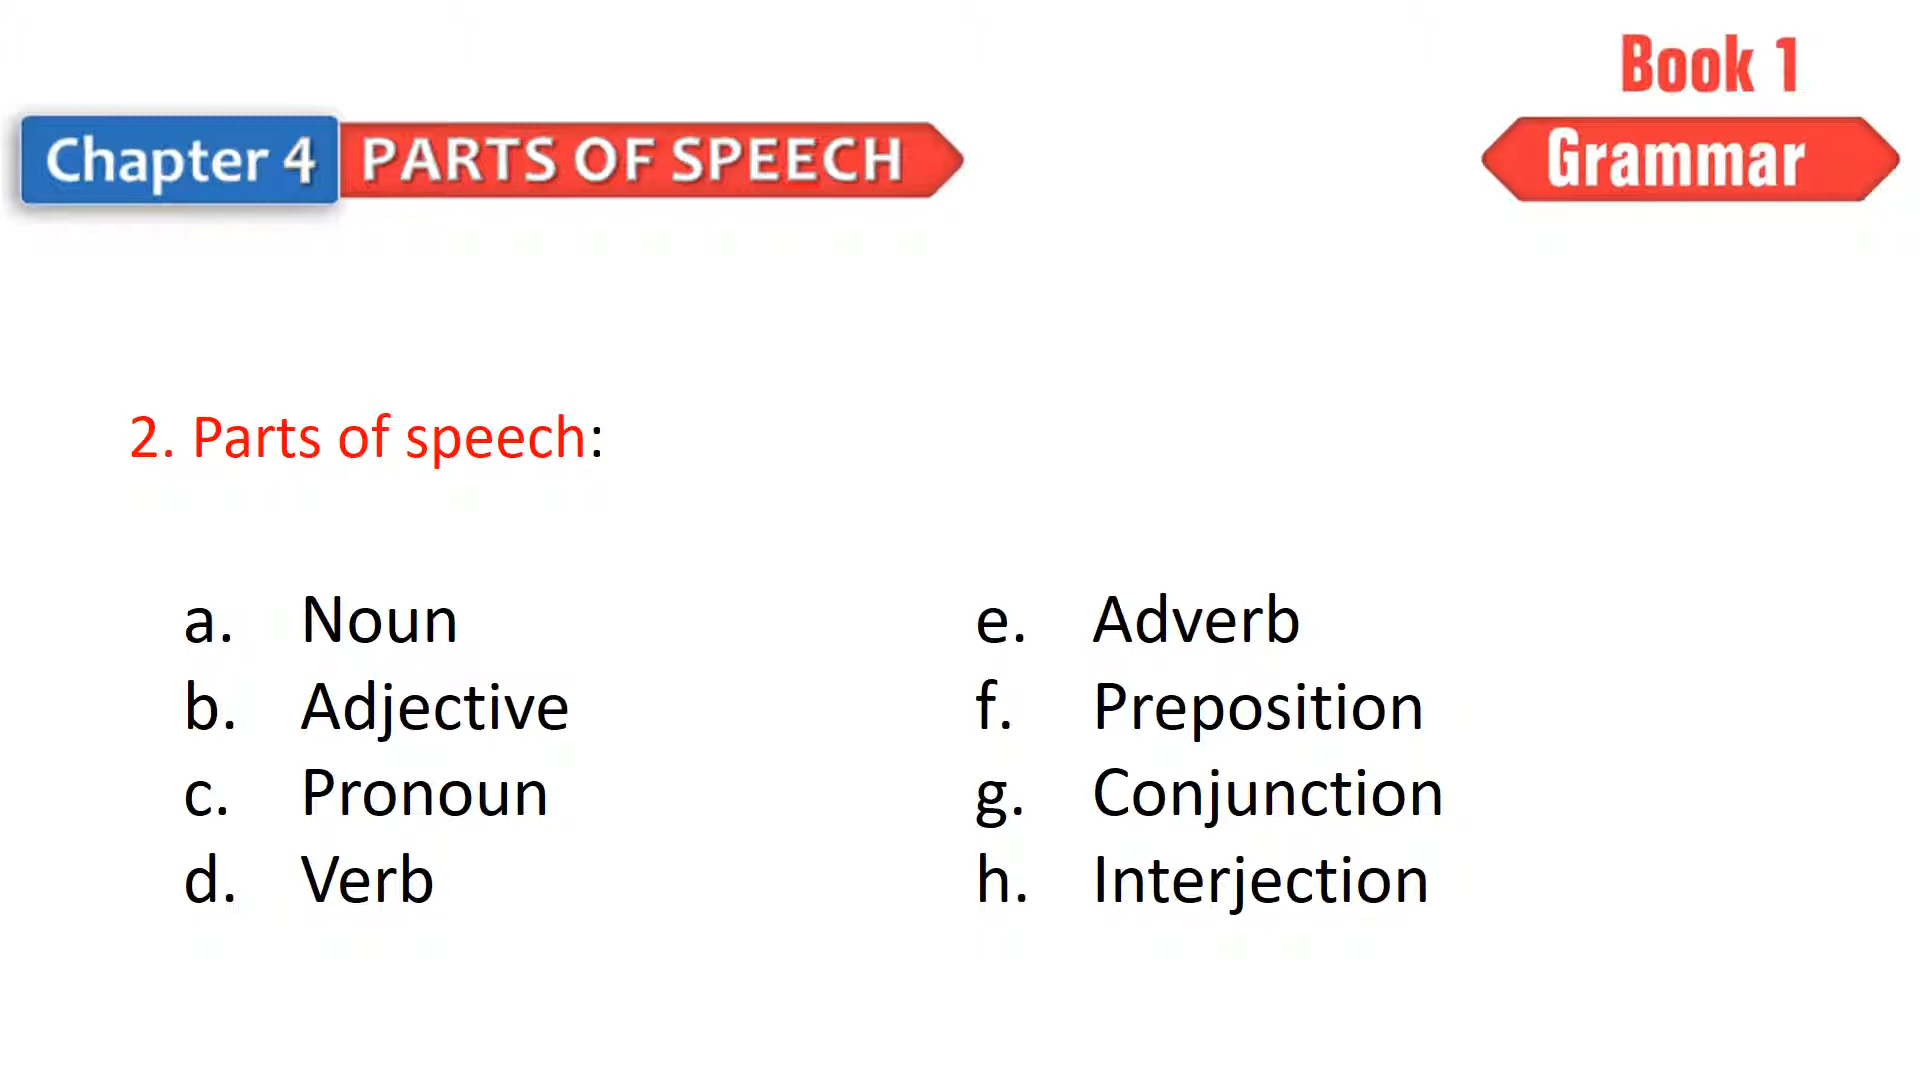 Book 1
Chapter 4 PARTS OF SPEECH
Grammar
2. Parts of speech:
a. Noun
b. Adjective
c. Pronoun
d. Verb
e. Adverb
f. Preposition
g. Conjunction
h. Interjection